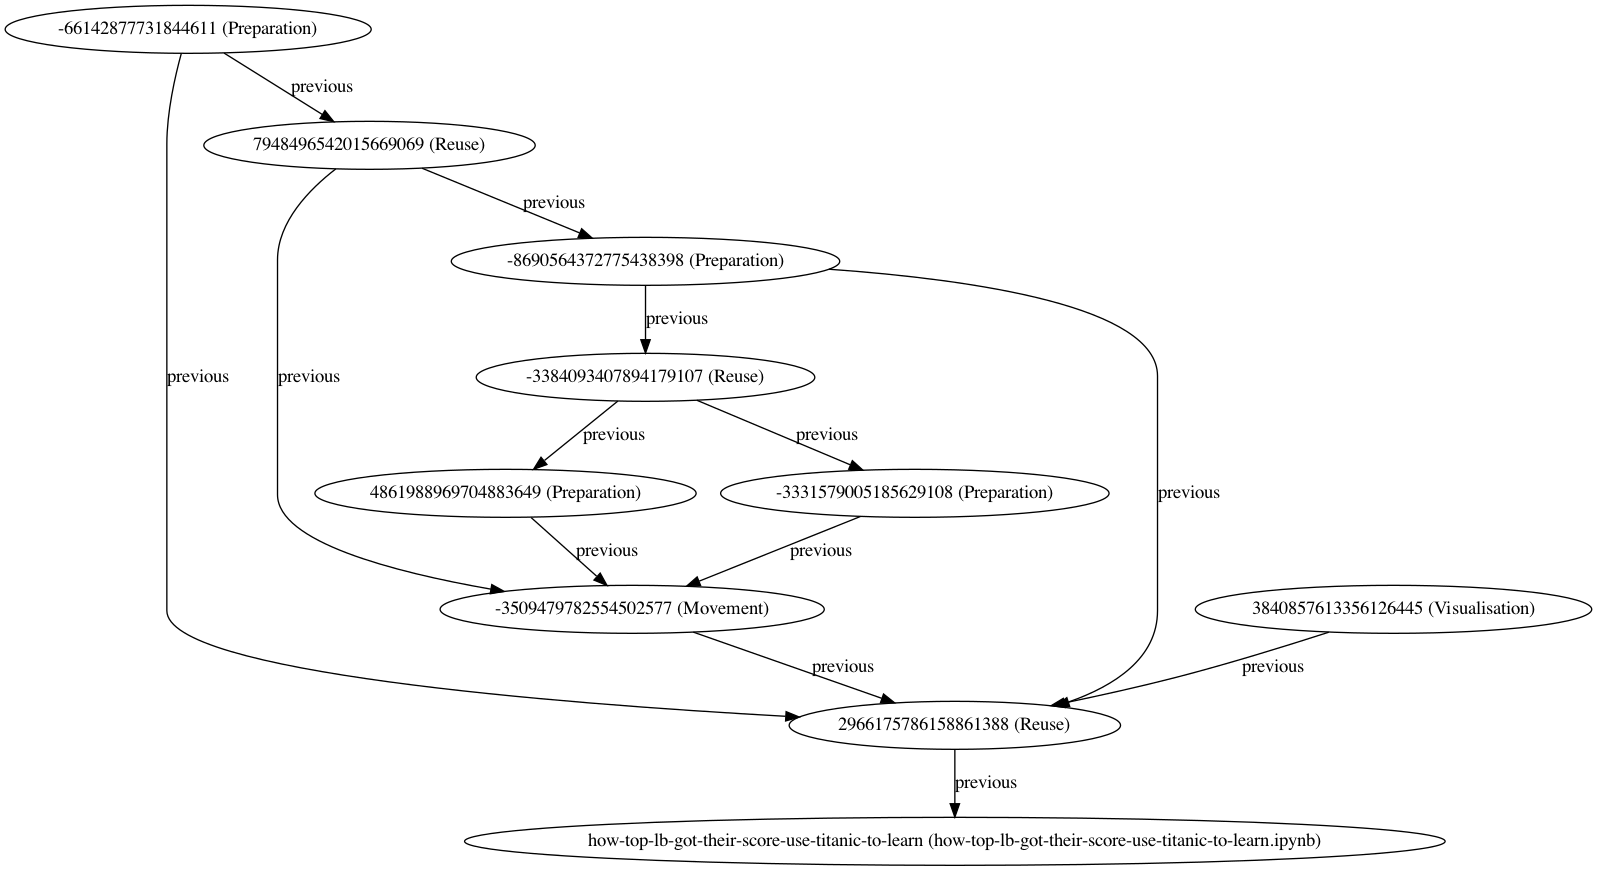 -66142877731844611 (Preparation)
previous
7948496542015669069 (Reuse)
previous
-8690564372775438398 (Preparation)
previous
-3384093407894179107 (Reuse)
previous
previous
previous
previous
4861988969704883649 (Preparation)
-3331579005185629108 (Preparation)
previous
previous
previous
-3509479782554502577 (Movement)
3840857613356126445 (Visualisation)
previous
previous
2966175786158861388 (Reuse)
previous
how-top-lb-got-their-score-use-titanic-to-learn (how-top-lb-got-their-score-use-titanic-to-learn.ipynb)